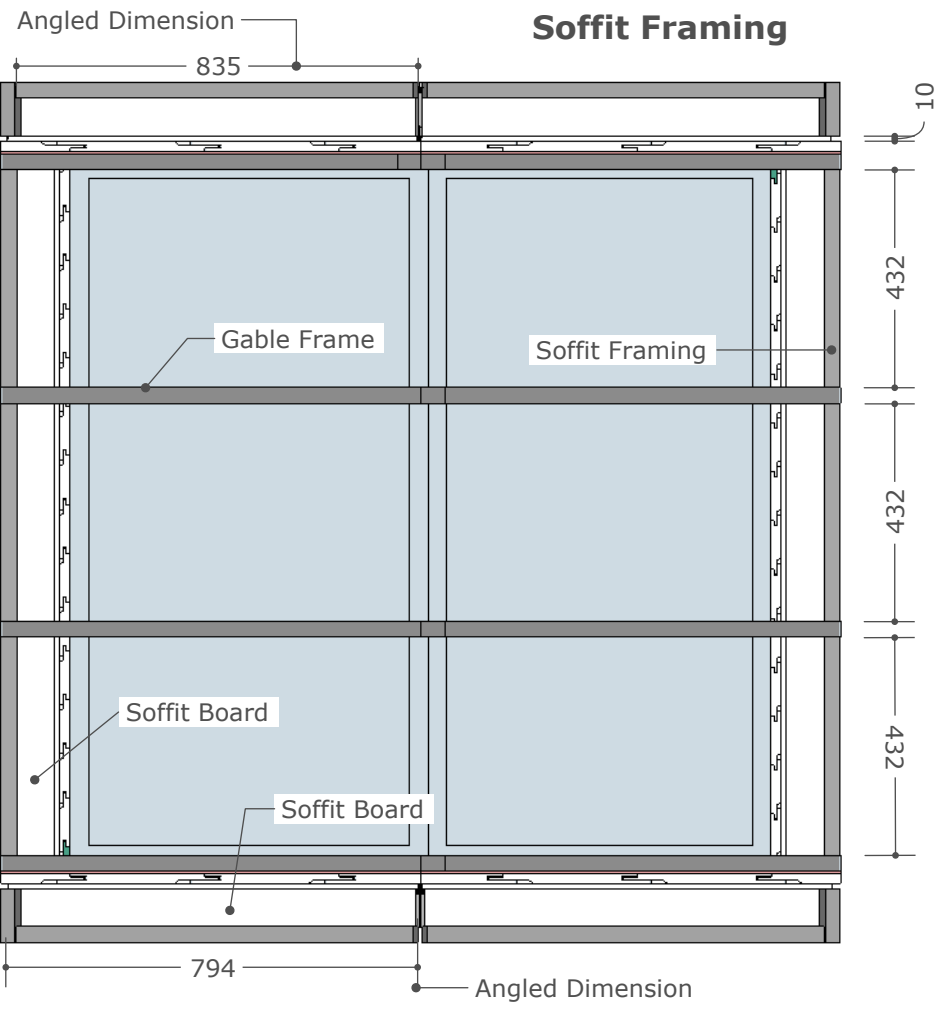 Angled Dimension
Soffit Framing
835
10
432
Gable Frame
Soffit Framing
432
Soffit Board
432
Soffit Board
794
Angled Dimension